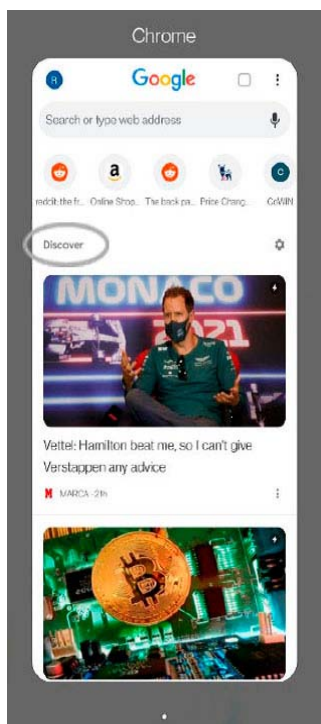 Chrome
R
Google
Search or type web address
a
reddit: the fr...
Online Shop...
The back pa...
Price Chang...
C
CoWIN
Discover
MONACO
2021
Vettel: Hamilton beat me, so I can't give
Verstappen any advice
M MARCA - 21h